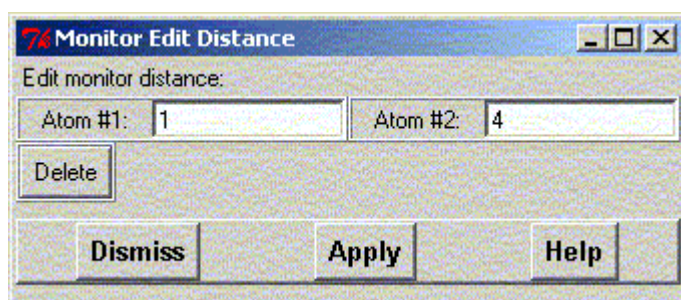 Monitor Edit Distance
Edit monitor distance:
Atom #1: 1 Atom #2: 4
Delete
Dismiss Apply Help